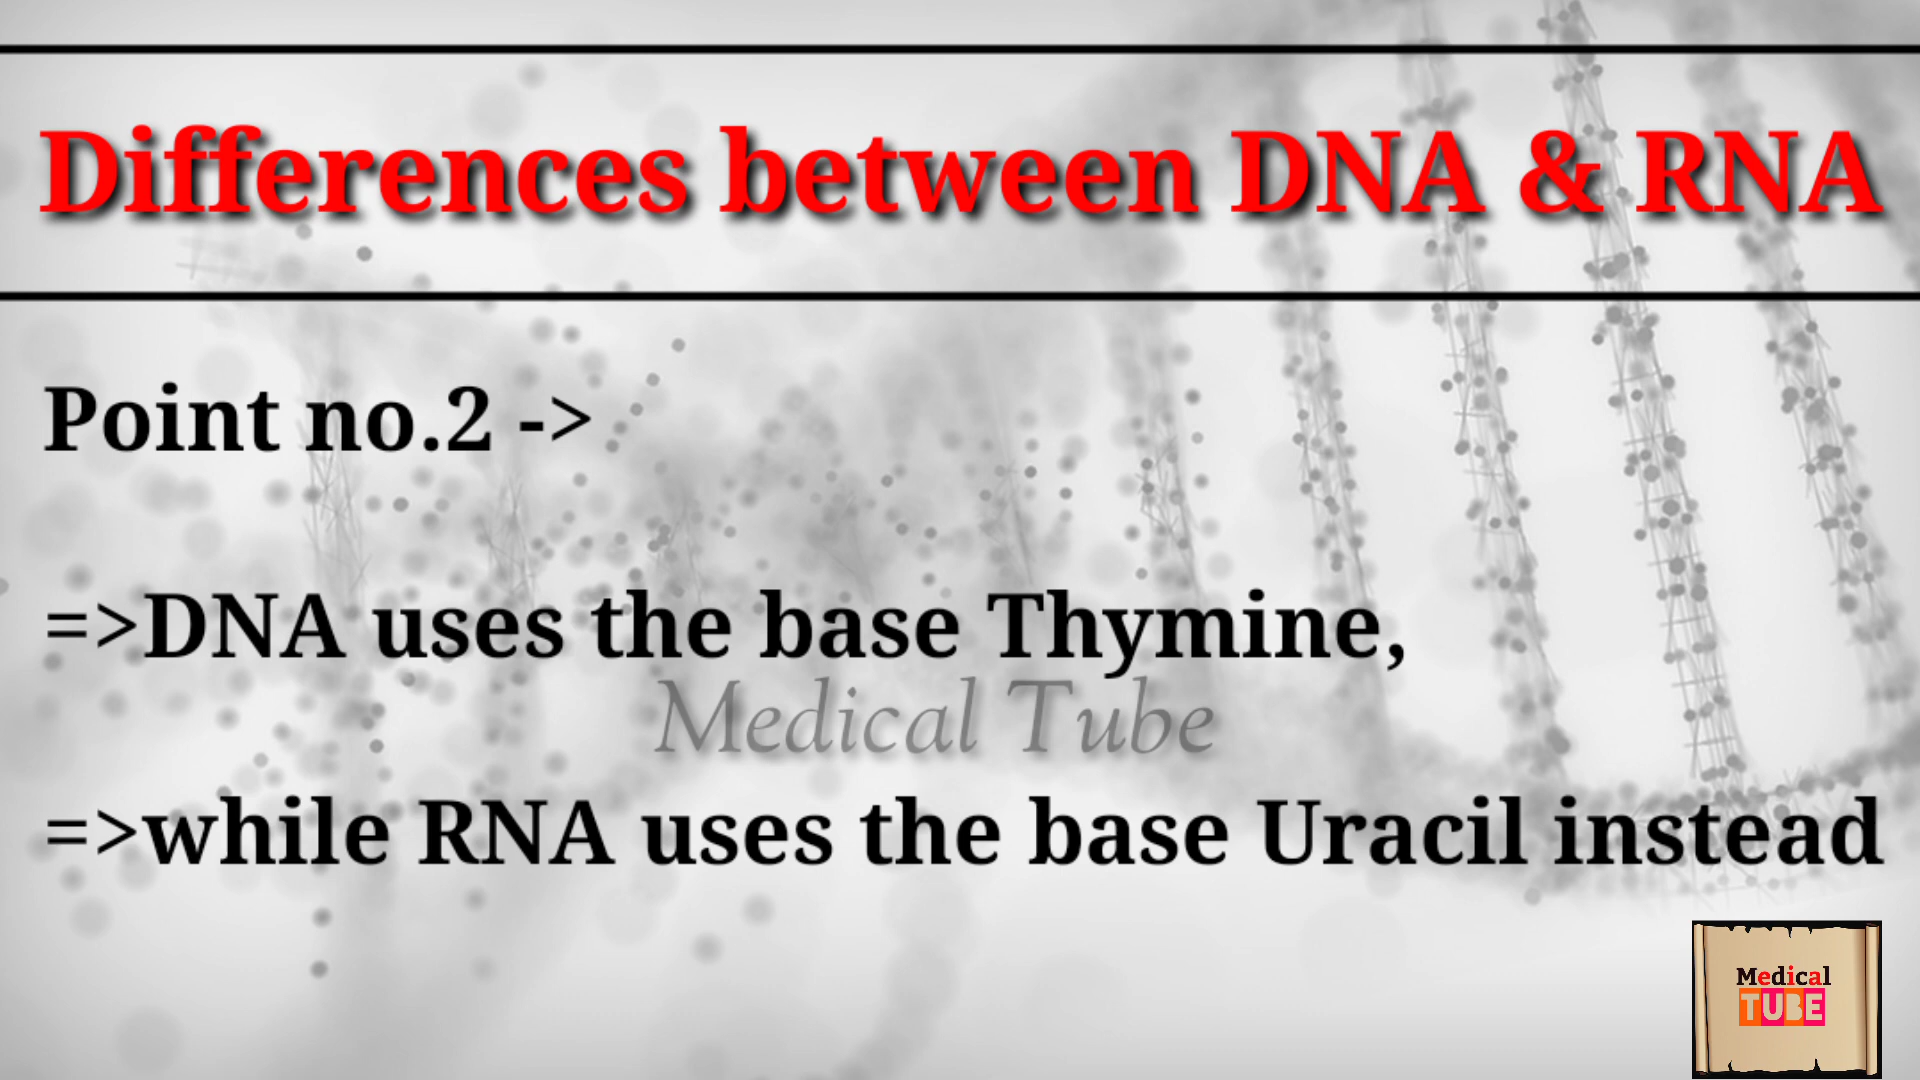 Differences between DNA & RNA
Point no.2 ->
=>DNA uses the base Thymine,
Medical Tube
=>while RNA uses the base Uracil instead
Medical
TUBE